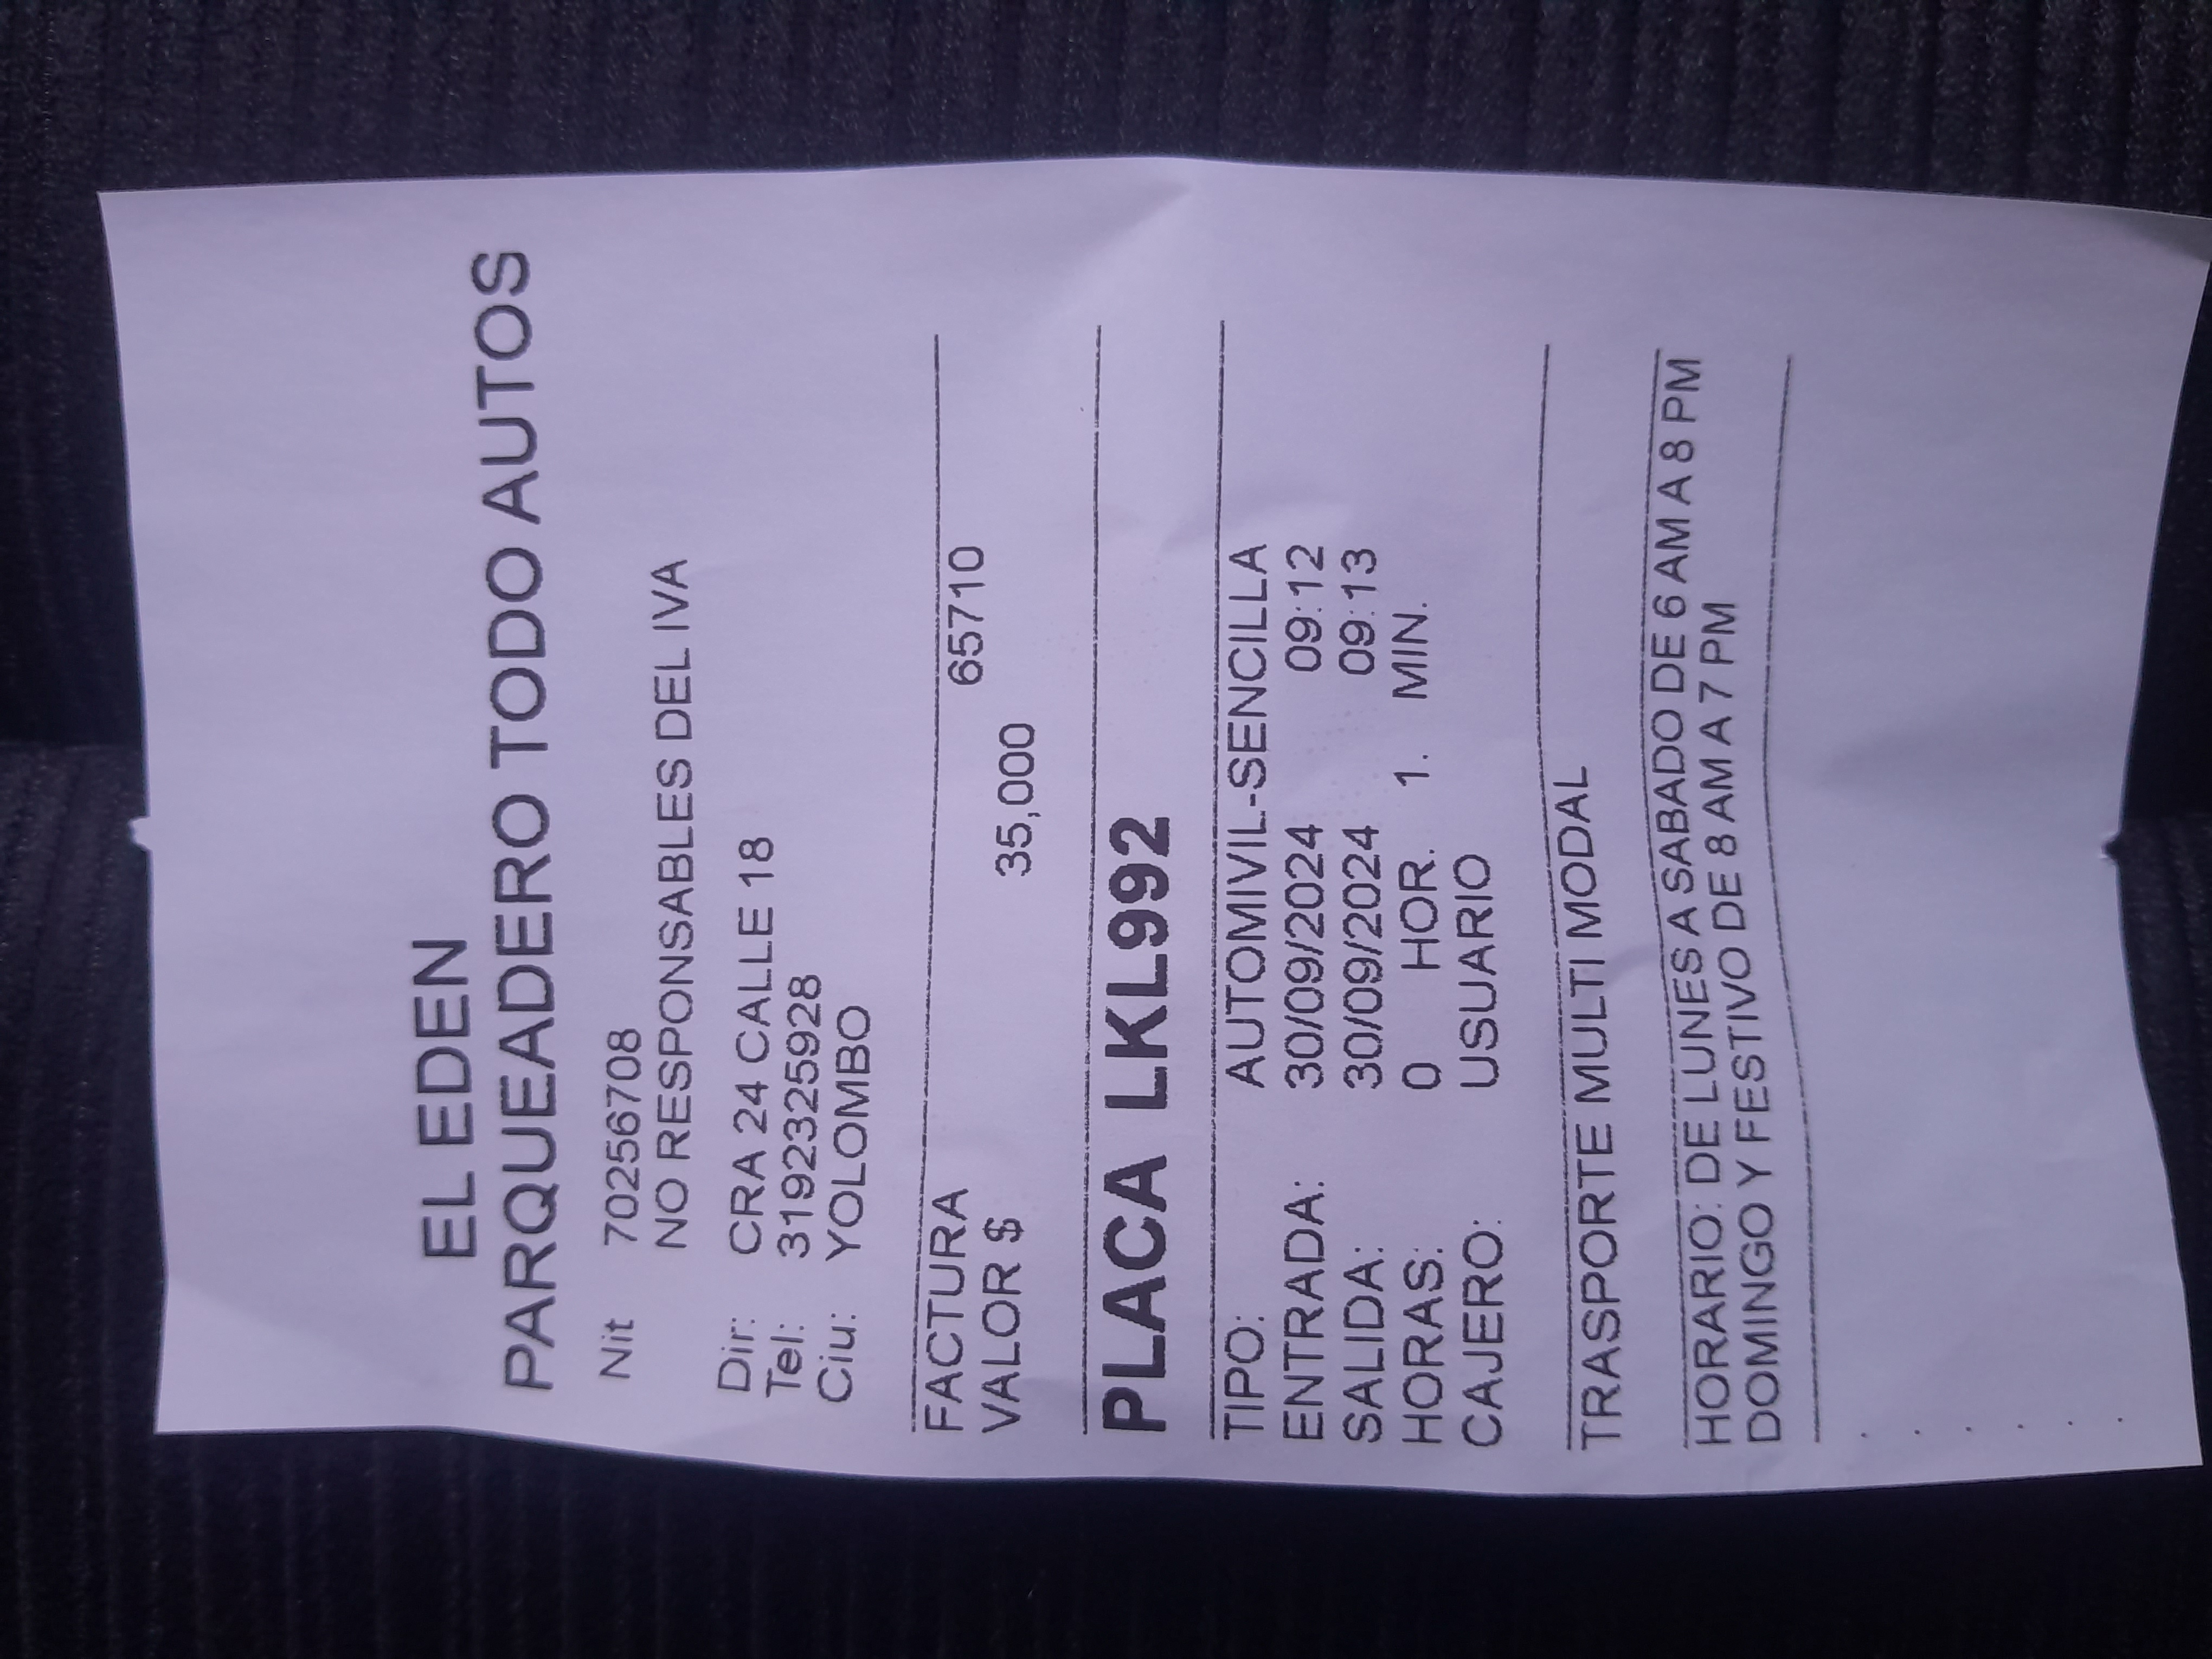 EL EDEN
PARQUEADERO TODO AUTOS
Nit 70256708
NO RESPONSABLES DEL IVA
Dir: CRA 24 CALLE 18
Tel: 3192325928
Ciu: YOLOMBO
FACTURA 65710
VALOR $ 35,000
PLACA LKL992
TIPO: AUTOMIVIL-SENCILLA
ENTRADA: 30/09/2024 09:12
SALIDA: 30/09/2024 09:13
HORAS: 0 HOR. 1. MIN.
CAJERO: USUARIO
TRASPORTE MULTI MODAL
HORARIO: DE LUNES A SABADO DE 6 AM A 8 PM
DOMINGO Y FESTIVO DE 8 AM A 7 PM